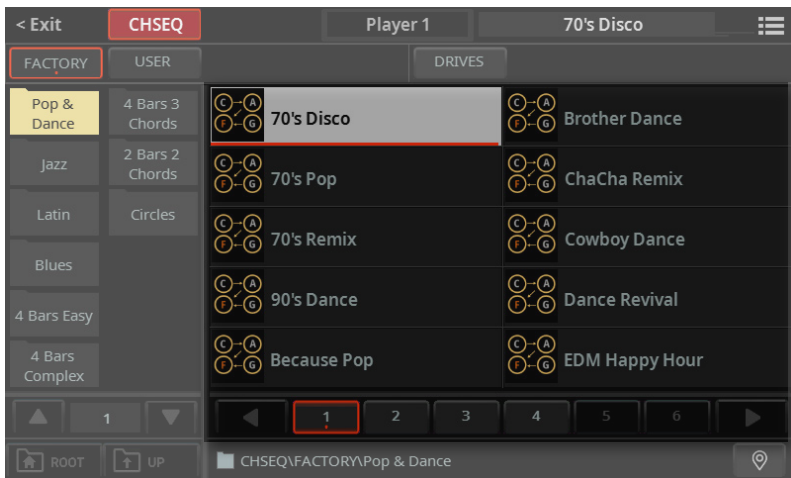 < Exit
CHSEQ
Player 1
70's Disco
FACTORY
USER
DRIVES
Pop &
Dance
4 Bars 3
Chords
Jazz
2 Bars 2
Chords
Latin
Circles
Blues
4 Bars Easy
4 Bars
Complex
C A
F G
70's Disco
C A
F G
Brother Dance
C A
F G
70's Pop
C A
F G
ChaCha Remix
C A
F G
70's Remix
C A
F G
Cowboy Dance
C A
F G
90's Dance
C A
F G
Dance Revival
C A
F G
Because Pop
C A
F G
EDM Happy Hour
1
1 2 3 4 5 6
ROOT
UP
CHSEQ\FACTORY\Pop & Dance